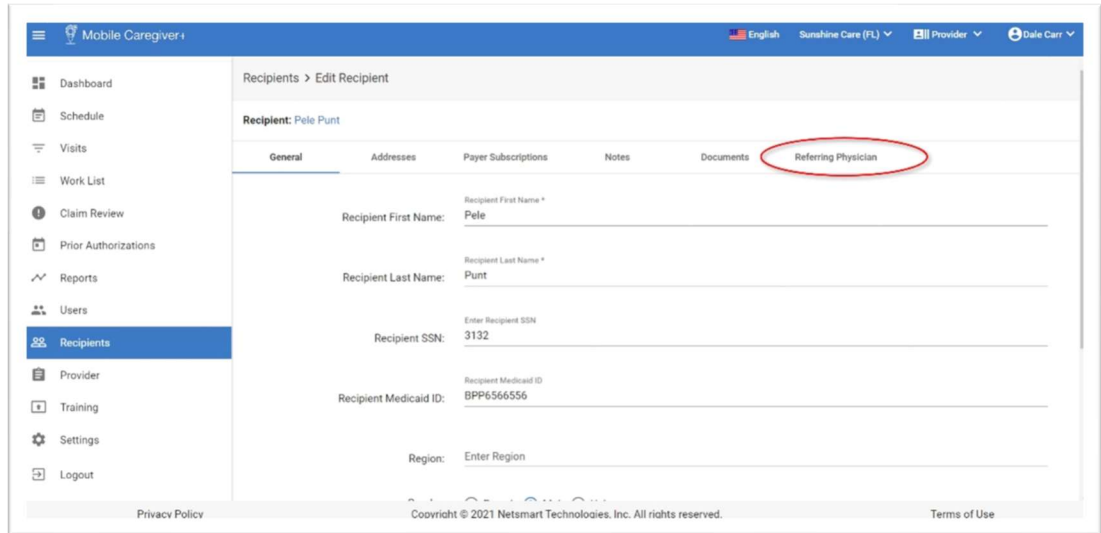 Mobile Caregiver+ English Sunshine Care (FL) Provider Dale Carr
Dashboard
Schedule
Visits
Work List
Claim Review
Prior Authorizations
Reports
Users
Recipients
Provider
Training
Settings
Logout
Recipients > Edit Recipient
Recipient: Pele Punt
General Addresses Payer Subscriptions Notes Documents Referring Physician
Recipient First Name *
Recipient First Name: Pele
Recipient Last Name *
Recipient Last Name: Punt
Enter Recipient SSN
Recipient SSN: 3132
Recipient Medicaid ID
Recipient Medicaid ID: BPP6566556
Region: Enter Region
Privacy Policy Copyright © 2021 Netsmart Technologies, Inc. All rights reserved. Terms of Use